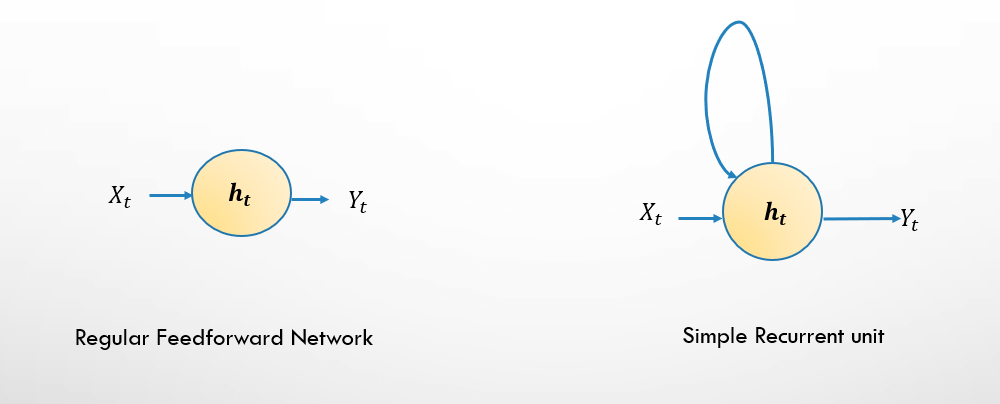 X_t h_t Y_t
Regular Feedforward Network
X_t h_t Y_t
Simple Recurrent unit